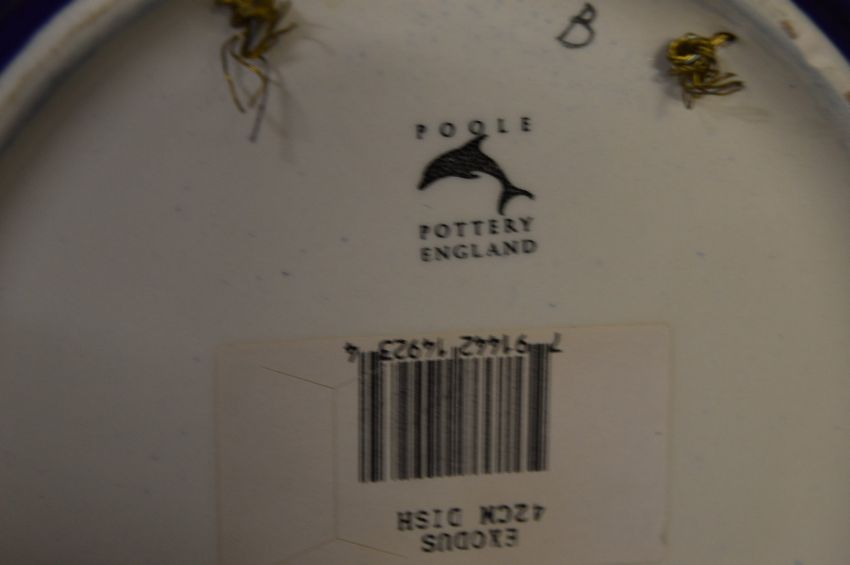 B
POOLE
POTTERY
ENGLAND
EXODUS
42CM DISH
7 91442 14923 4